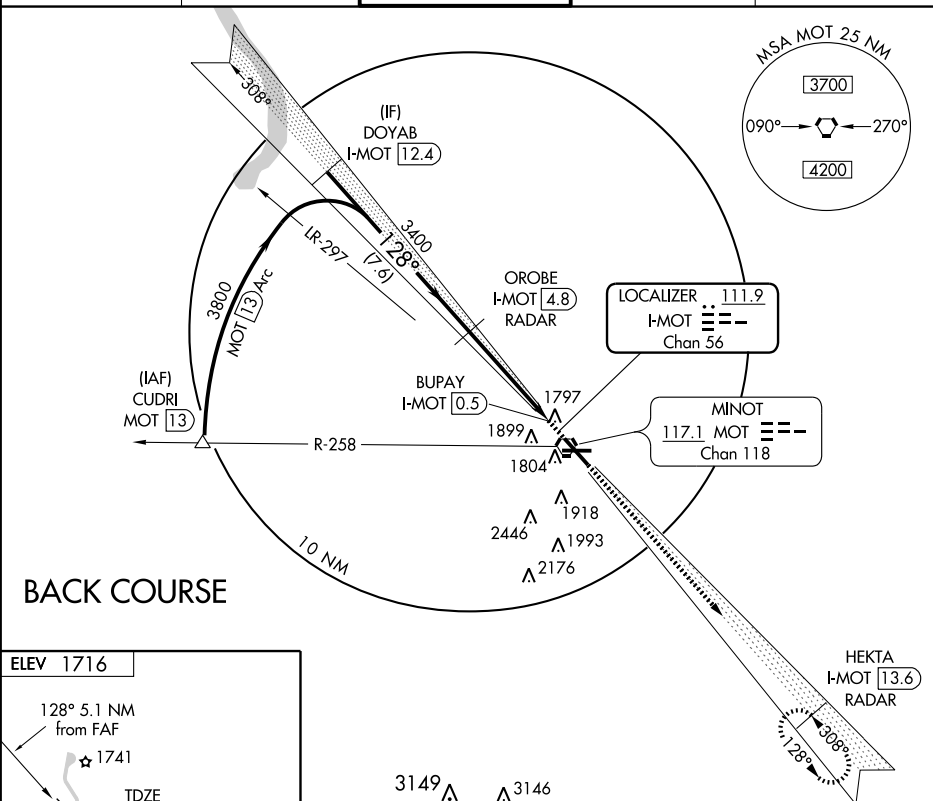 MSA MOT 25 NM
3700
090°
270°
4200
308°
(IF)
DOYAB
I-MOT 12.4
3400
LR-297
128°
(7.6)
3800
MOT 13 Arc
OROBE
I-MOT 4.8
RADAR
LOCALIZER 111.9
I-MOT
Chan 56
(IAF)
CUDRI
MOT 13
BUPAY
I-MOT 0.5
1797
MINOT
117.1 MOT
Chan 118
1899
R-258
1804
1918
2446
1993
2176
10 NM
BACK COURSE
HEKTA
I-MOT 13.6
RADAR
308°
128°
ELEV 1716
128° 5.1 NM
from FAF
1741
TDZE
3149
3146